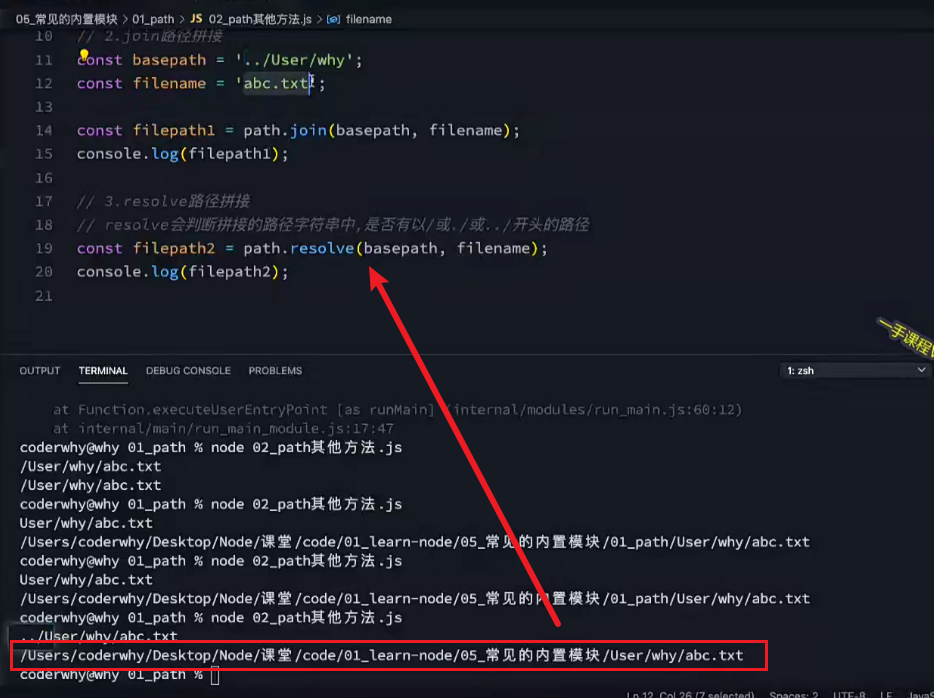 05_常见的内置模块 > 01_path > JS 02_path其他方法.js > filename
10 // 2.join路径拼接
11 const basepath = '../User/why';
12 const filename = 'abc.txt';
13
14 const filepath1 = path.join(basepath, filename);
15 console.log(filepath1);
16
17 // 3.resolve路径拼接
18 // resolve会判断拼接的路径字符串中,是否有以/或./或../开头的路径
19 const filepath2 = path.resolve(basepath, filename);
20 console.log(filepath2);
21
一手课程
OUTPUT TERMINAL DEBUG CONSOLE PROBLEMS 1: zsh
at Function.executeUserEntryPoint [as runMain] (internal/modules/run_main.js:60:12)
at internal/main/run_main_module.js:17:47
coderwhy@why 01_path % node 02_path其他方法.js
/User/why/abc.txt
/User/why/abc.txt
coderwhy@why 01_path % node 02_path其他方法.js
User/why/abc.txt
/Users/coderwhy/Desktop/Node/课堂/code/01_learn-node/05_常见的内置模块/01_path/User/why/abc.txt
coderwhy@why 01_path % node 02_path其他方法.js
User/why/abc.txt
/Users/coderwhy/Desktop/Node/课堂/code/01_learn-node/05_常见的内置模块/01_path/User/why/abc.txt
coderwhy@why 01_path % node 02_path其他方法.js
../User/why/abc.txt
/Users/coderwhy/Desktop/Node/课堂/code/01_learn-node/05_常见的内置模块/User/why/abc.txt
coderwhy@why 01_path %
Ln 12, Col 26 (7 selected) Spaces: 2 UTF-8 LF JavaS